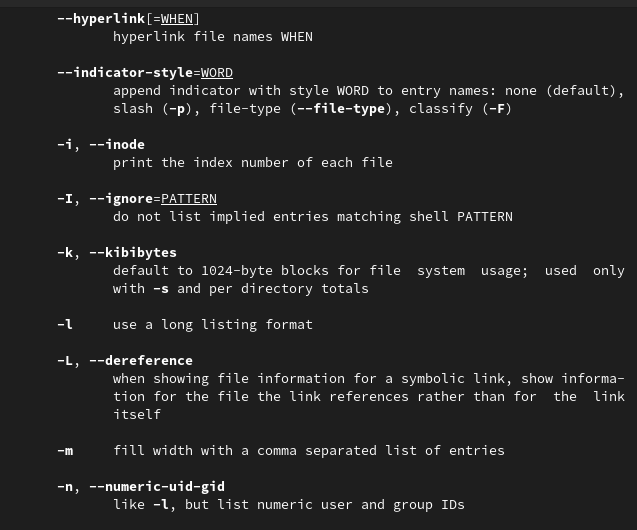 --hyperlink[=WHEN]
hyperlink file names WHEN
--indicator-style=WORD
append indicator with style WORD to entry names: none (default),
slash (-p), file-type (--file-type), classify (-F)
-i, --inode
print the index number of each file
-I, --ignore=PATTERN
do not list implied entries matching shell PATTERN
-k, --kibibytes
default to 1024-byte blocks for file  system  usage;  used  only
with -s and per directory totals
-l     use a long listing format
-L, --dereference
when showing file information for a symbolic link, show informa-
tion for the file the link references rather than for  the  link
itself
-m     fill width with a comma separated list of entries
-n, --numeric-uid-gid
like -l, but list numeric user and group IDs